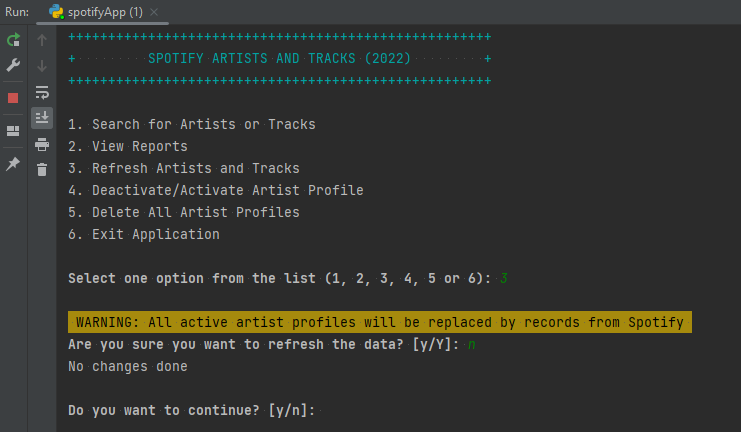 Run: spotifyApp (1)
+++++++++++++++++++++++++++++++++++++++++++++++++++++
+ SPOTIFY ARTISTS AND TRACKS (2022) +
+++++++++++++++++++++++++++++++++++++++++++++++++++++
1. Search for Artists or Tracks
2. View Reports
3. Refresh Artists and Tracks
4. Deactivate/Activate Artist Profile
5. Delete All Artist Profiles
6. Exit Application
Select one option from the list (1, 2, 3, 4, 5 or 6): 3
WARNING: All active artist profiles will be replaced by records from Spotify
Are you sure you want to refresh the data? [y/Y]: n
No changes done
Do you want to continue? [y/n]: